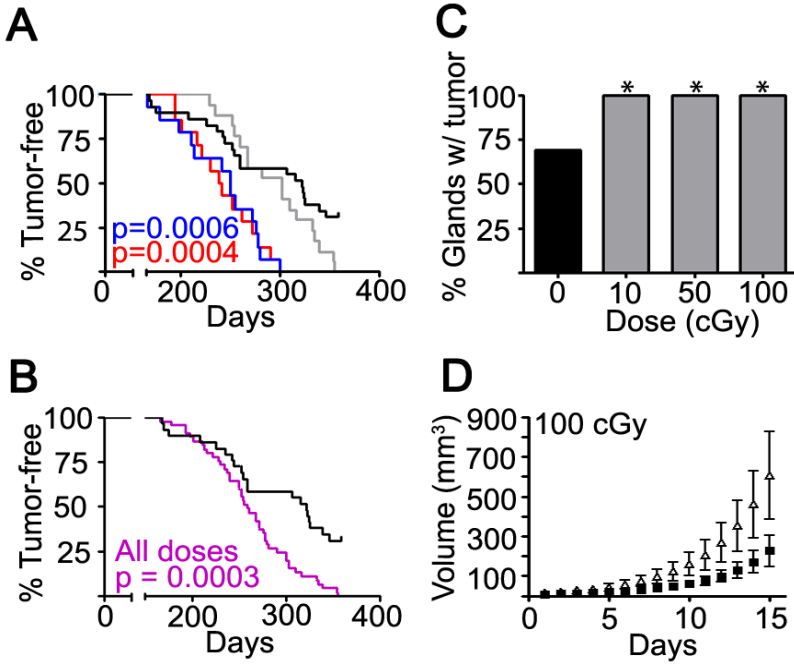 A
% Tumor-free
100
75
50
25
p=0.0006
p=0.0004
0
200
300
400
Days
B
% Tumor-free
100
75
50
25
All doses
p = 0.0003
0
200
300
400
Days
C
% Glands w/ tumor
100
75
50
25
* * *
0
10
50
100
Dose (cGy)
D
Volume (mm³)
900
700
500
300
100
100 cGy
0
5
10
15
Days